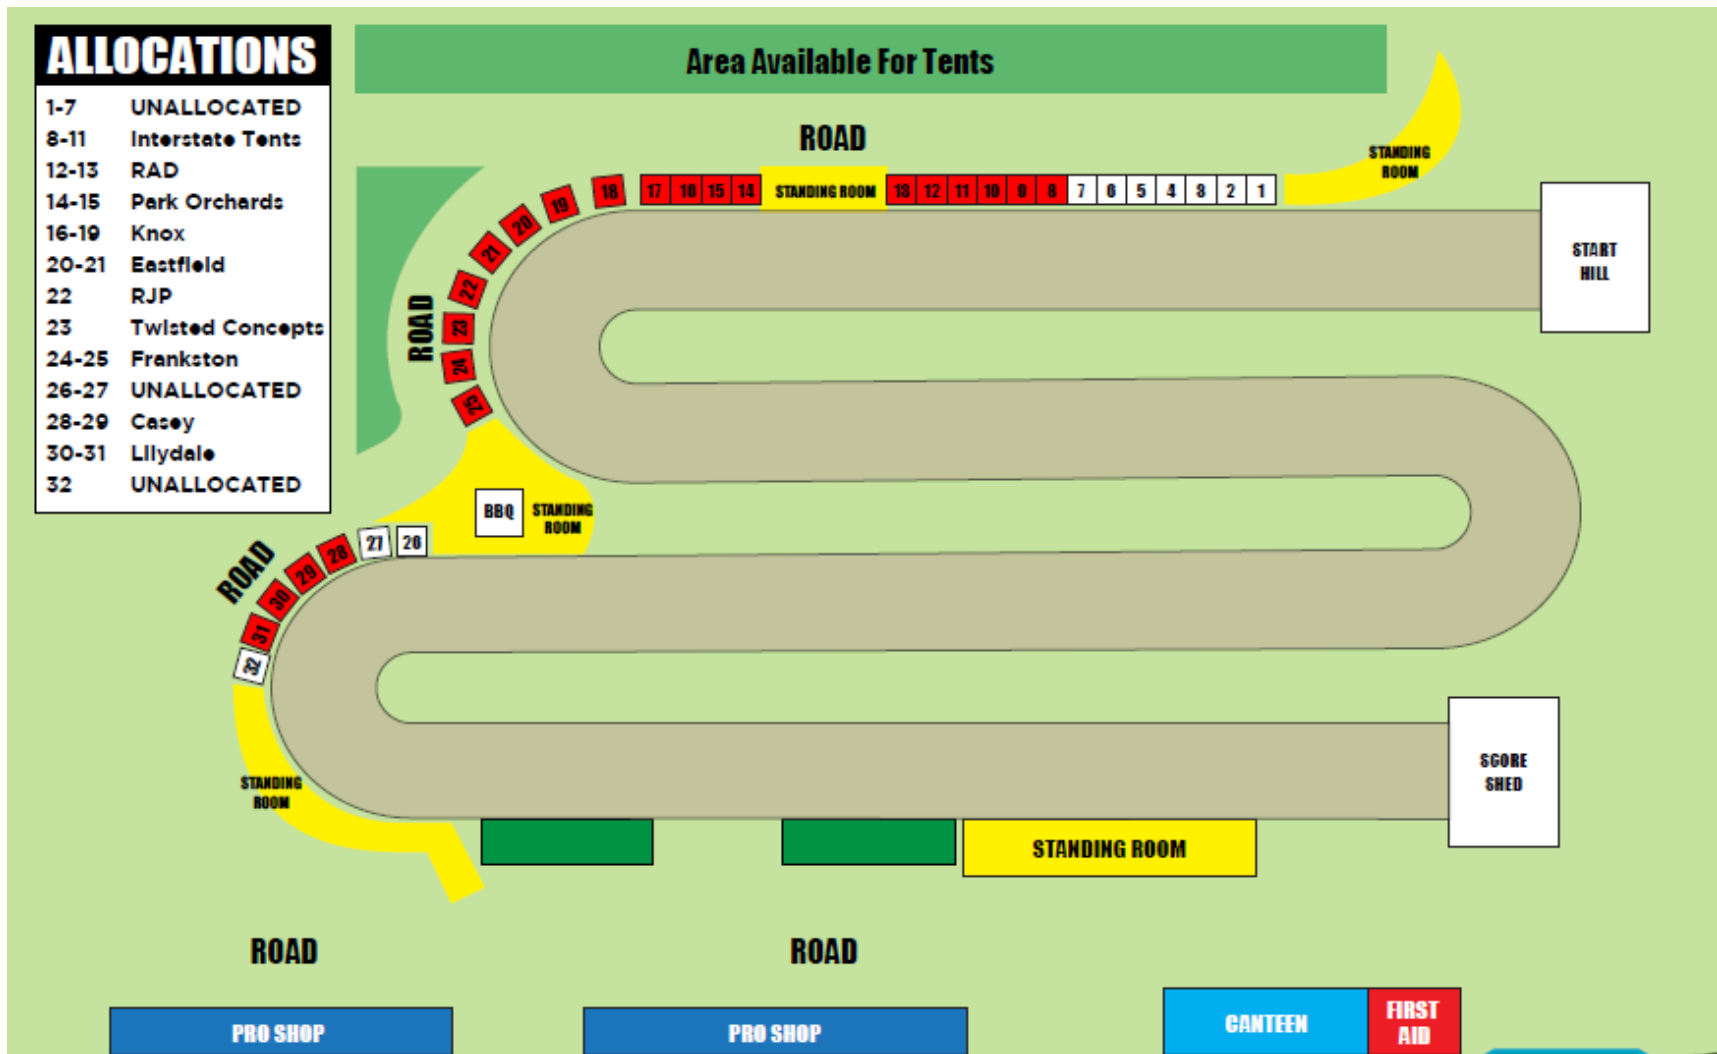 ALLOCATIONS
1-7 UNALLOCATED
8-11 Interstate Tents
12-13 RAD
14-15 Park Orchards
16-19 Knox
20-21 Eastfield
22 RJP
23 Twisted Concepts
24-25 Frankston
26-27 UNALLOCATED
28-29 Casey
30-31 Lilydale
32 UNALLOCATED
Area Available For Tents
ROAD
STANDING
ROOM
17 16 15 14 STANDING ROOM 13 12 11 10 9 8 7 6 5 4 3 2 1
18
19
20
21
22
23
24
25
ROAD
START
HILL
BBQ
STANDING
ROOM
26
27
28
29
30
31
32
ROAD
STANDING
ROOM
SCORE
SHED
STANDING ROOM
ROAD
ROAD
PRO SHOP
PRO SHOP
CANTEEN
FIRST
AID